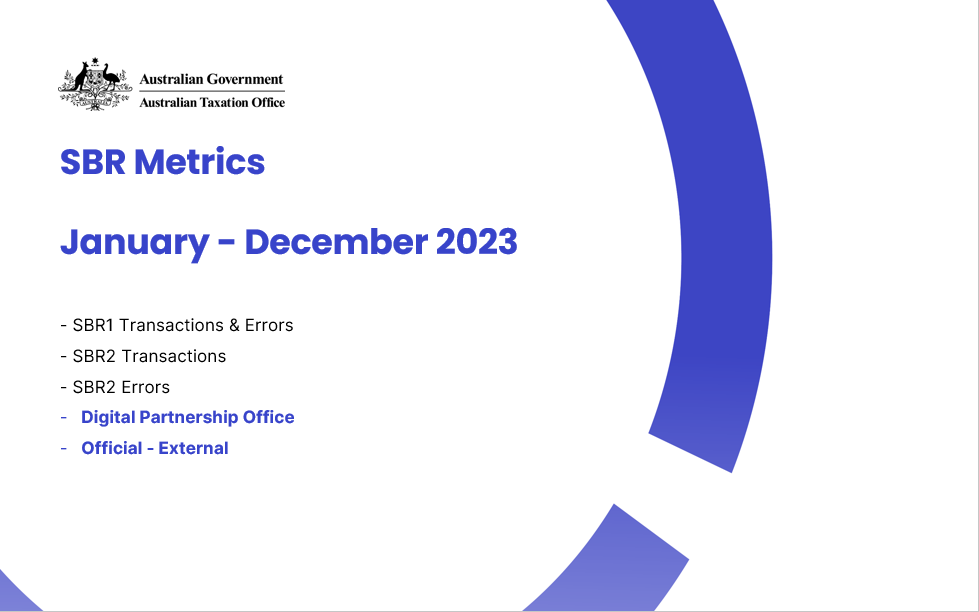 Australian Government
Australian Taxation Office
SBR Metrics
January - December 2023
- SBR1 Transactions & Errors
- SBR2 Transactions
- SBR2 Errors
- Digital Partnership Office
- Official - External